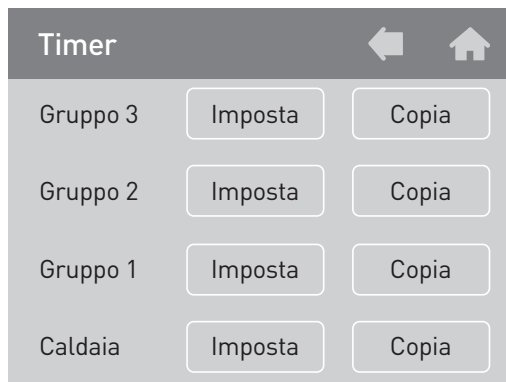 Timer
Gruppo 3 Imposta Copia
Gruppo 2 Imposta Copia
Gruppo 1 Imposta Copia
Caldaia Imposta Copia